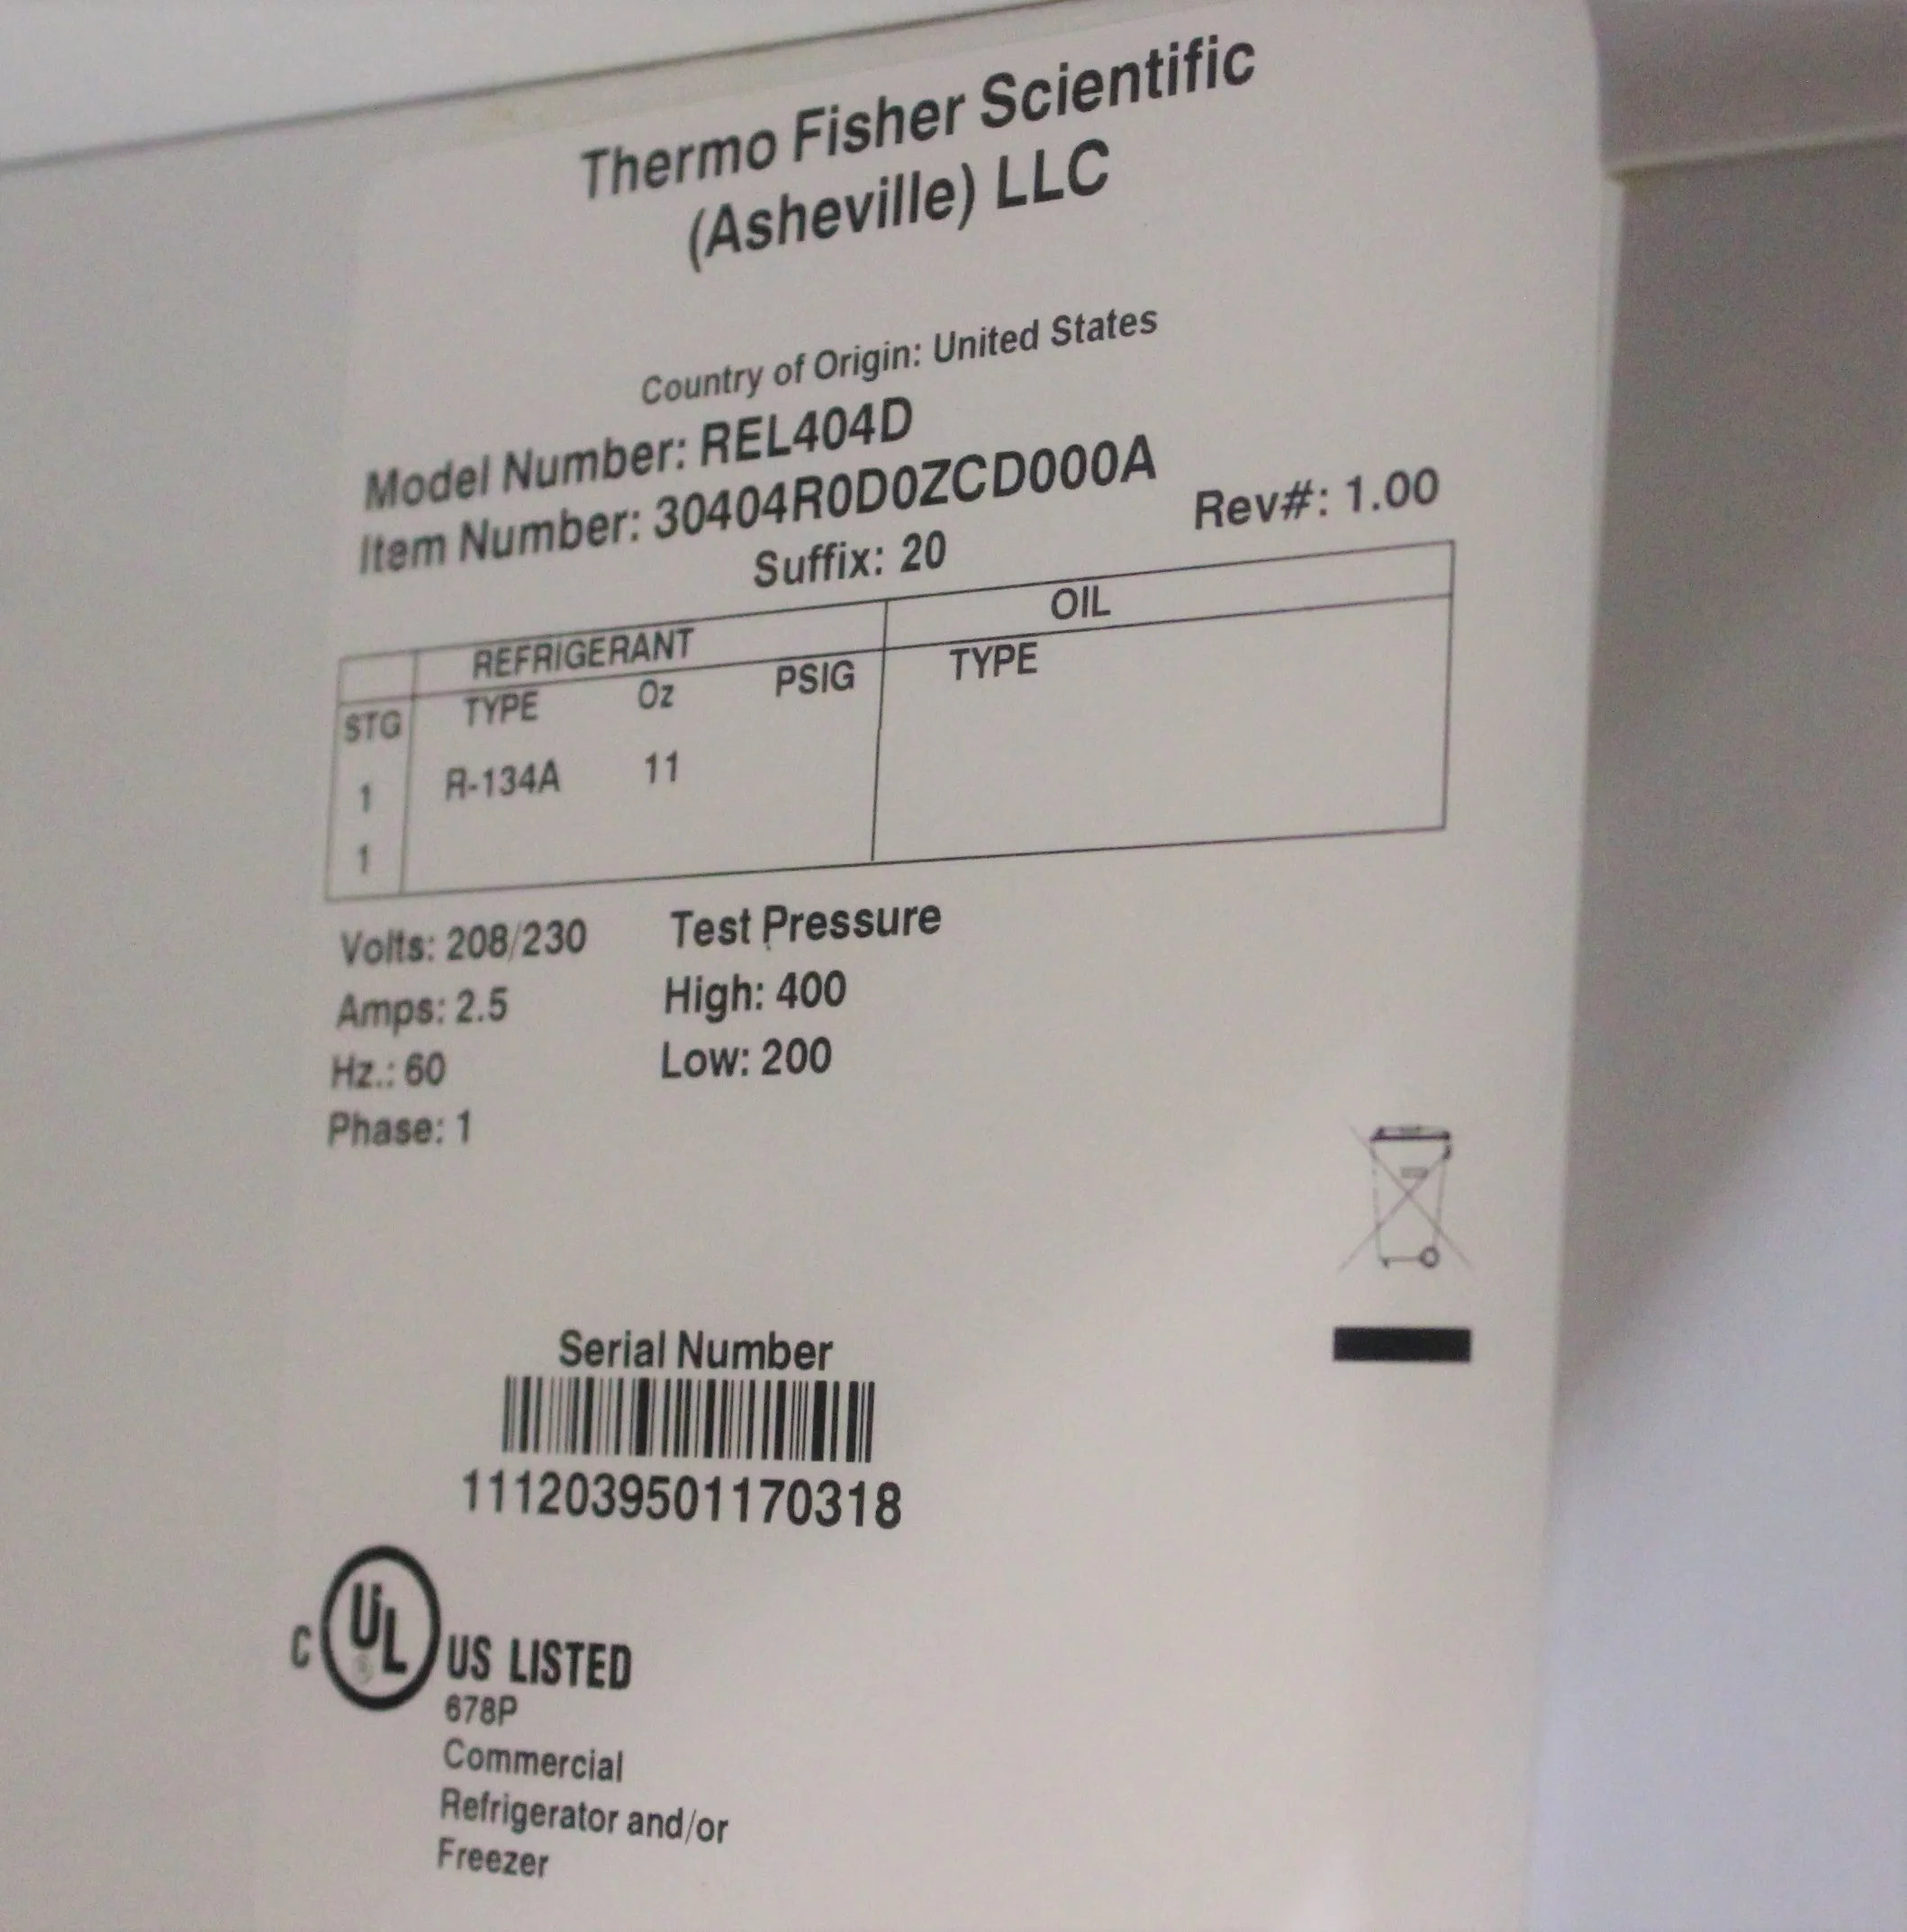 Thermo Fisher Scientific
(Asheville) LLC
Country of Origin: United States
Model Number: REL404D
Item Number: 30404R0D0ZCD000A
Suffix: 20
Rev#: 1.00
REFRIGERANT OIL
STG TYPE Oz PSIG TYPE
1 R-134A 11
1
Volts: 208/230 Test Pressure
Amps: 2.5 High: 400
Hz.: 60 Low: 200
Phase: 1
Serial Number
1112039501170318
C UL US LISTED
678P
Commercial
Refrigerator and/or
Freezer